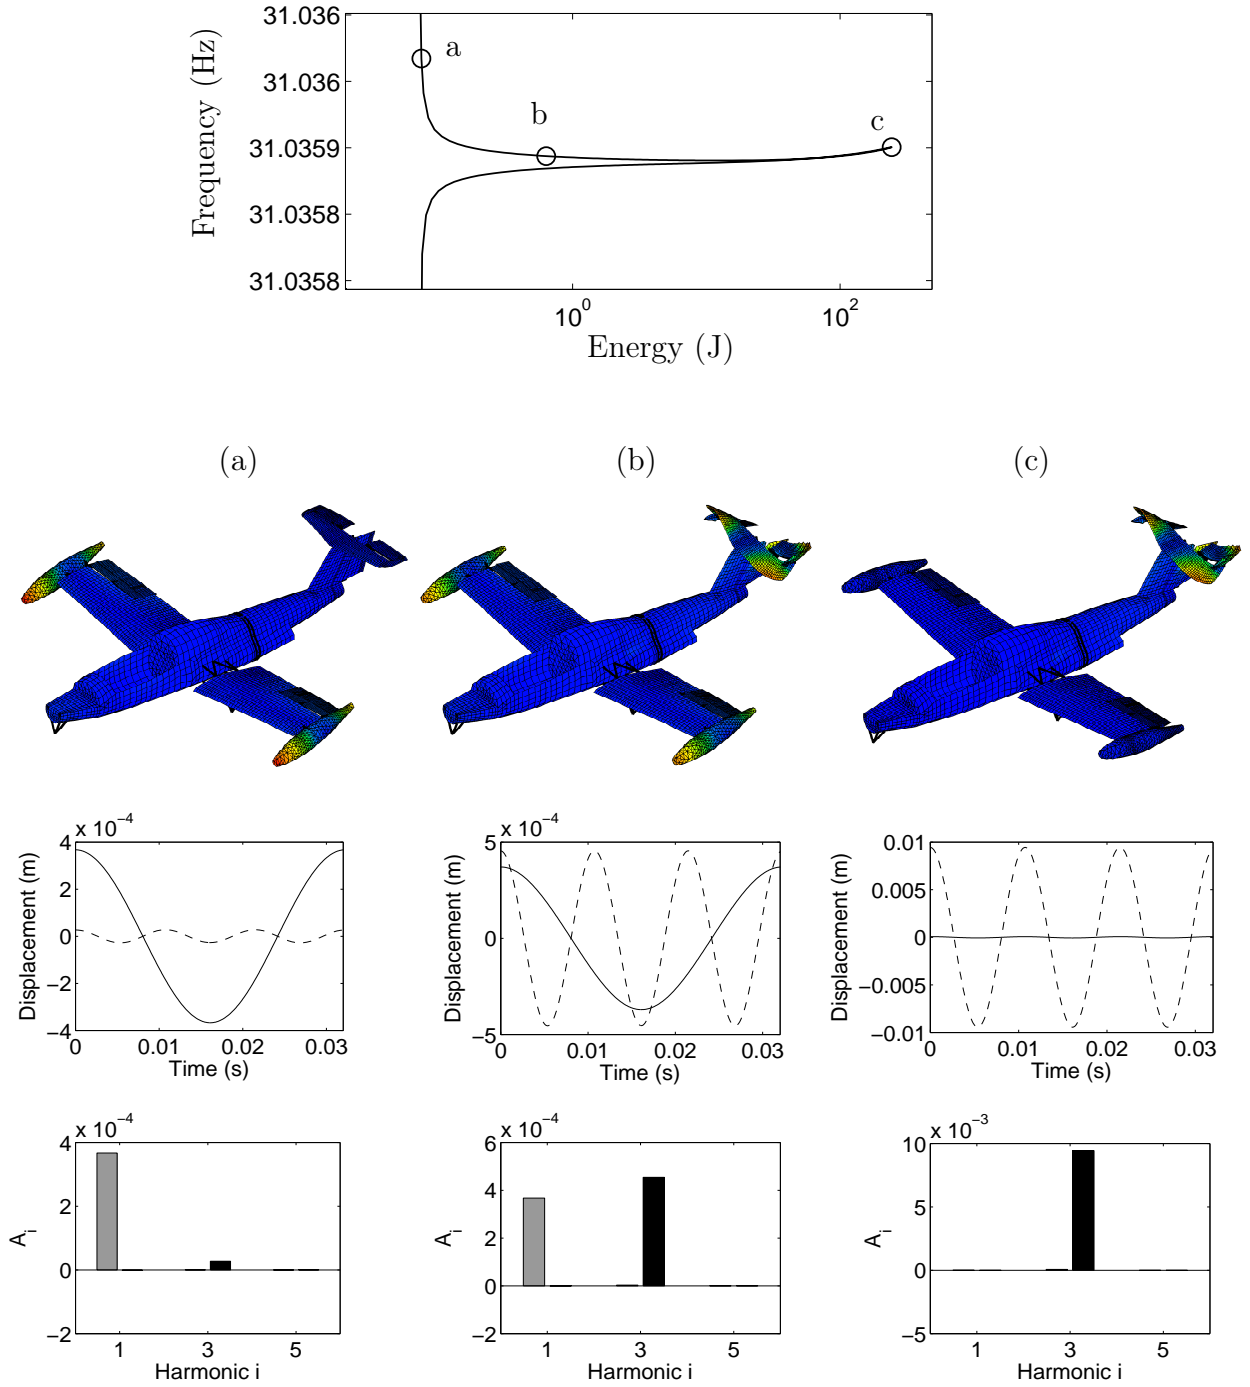 31.036
31.036
31.0359
31.0358
31.0358
Frequency (Hz)
a
b
c
10^0
10^2
Energy (J)
(a)
(b)
(c)
x 10^−4
4
2
0
−2
−4
Displacement (m)
0
0.01
0.02
0.03
Time (s)
x 10^−4
5
0
−5
Displacement (m)
0
0.01
0.02
0.03
Time (s)
0.01
0.005
0
−0.005
−0.01
Displacement (m)
0
0.01
0.02
0.03
Time (s)
x 10^−4
4
2
0
−2
A_i
1
3
5
Harmonic i
x 10^−4
6
4
2
0
−2
A_i
1
3
5
Harmonic i
x 10^−3
10
5
0
−5
A_i
1
3
5
Harmonic i